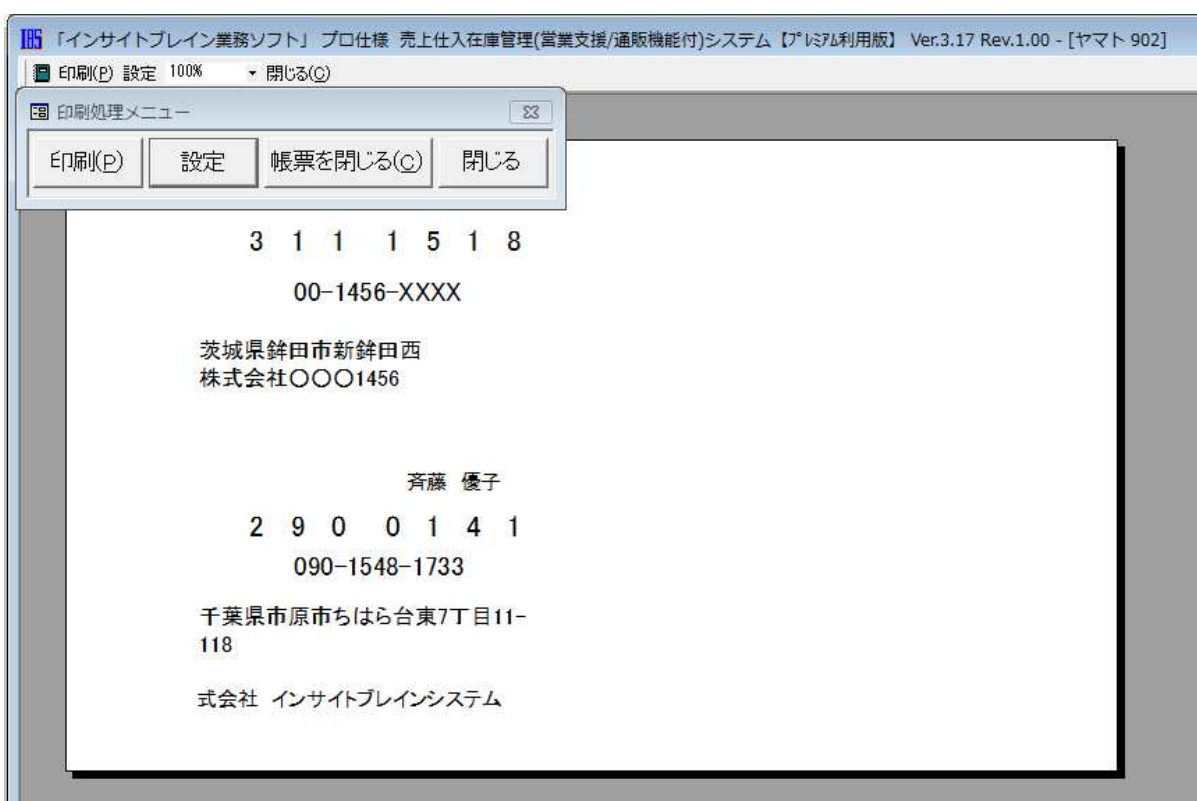 IBS 「インサイトブレイン業務ソフト」 プロ仕様 売上仕入在庫管理(営業支援/通販機能付)システム【ﾌﾟﾚﾐｱﾑ利用版】 Ver.3.17 Rev.1.00 - [ヤマト 902]
印刷(P) 設定 100% 閉じる(C)
印刷処理メニュー
印刷(P) 設定 帳票を閉じる(C) 閉じる
3 1 1 1 5 1 8
00-1456-XXXX
茨城県鉾田市新鉾田西
株式会社〇〇〇1456
斉藤 優子
2 9 0 0 1 4 1
090-1548-1733
千葉県市原市ちはら台東7丁目11-
118
式会社 インサイトブレインシステム